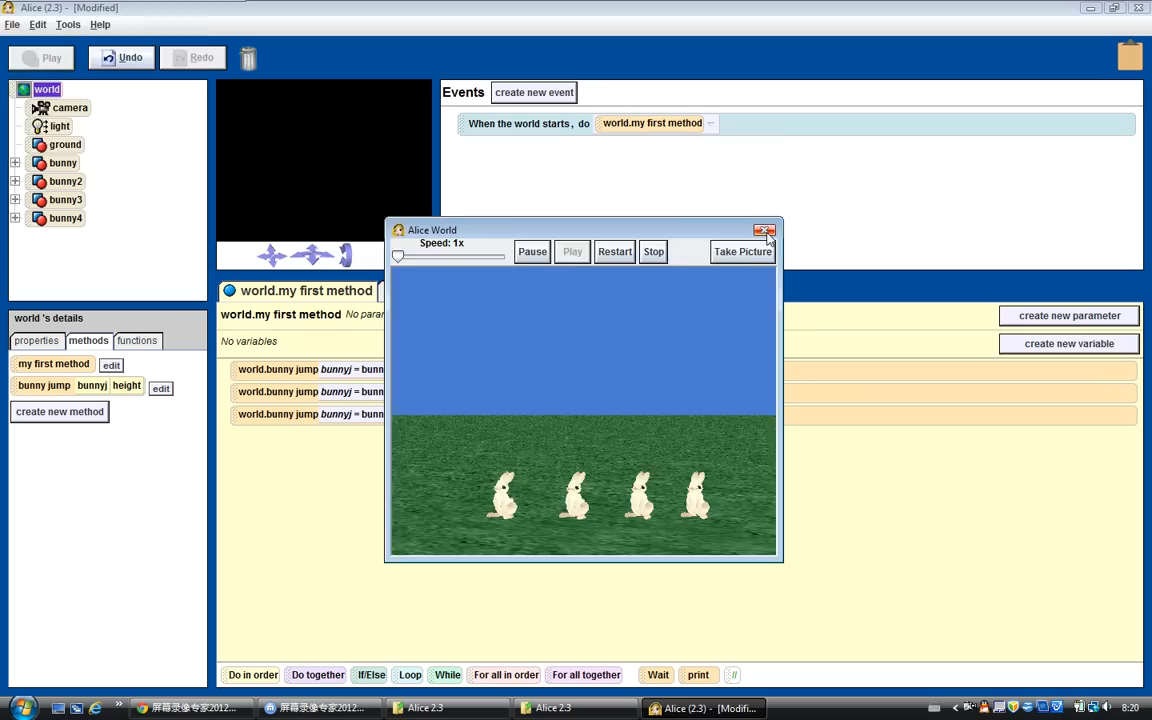 Alice (2.3) - [Modified]
File Edit Tools Help
Play Undo Redo
world
camera
light
ground
bunny
bunny2
bunny3
bunny4
Events create new event
When the world starts, do world.my first method
Alice World
Speed: 1x
Pause Play Restart Stop Take Picture
world's details
properties methods functions
my first method edit
bunny jump bunnyj height edit
create new method
world.my first method
world.my first method No parar
No variables
create new parameter
create new variable
world.bunny jump bunnyj = bunn
world.bunny jump bunnyj = bunn
world.bunny jump bunnyj = bunn
Do in order Do together If/Else Loop While For all in order For all together Wait print //
屏幕录像专家2012... 屏幕录像专家2012... Alice 2.3 Alice 2.3 Alice (2.3) - [Modifi... 8:20